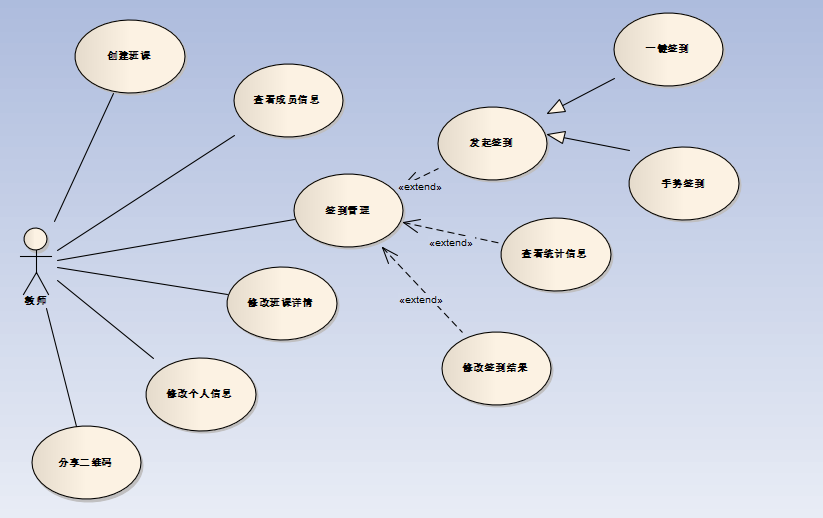 创建班课
查看成员信息
一键签到
发起签到
手势签到
«extend»
签到管理
«extend»
查看统计信息
教师
修改班课详情
«extend»
修改签到结果
修改个人信息
分享二维码